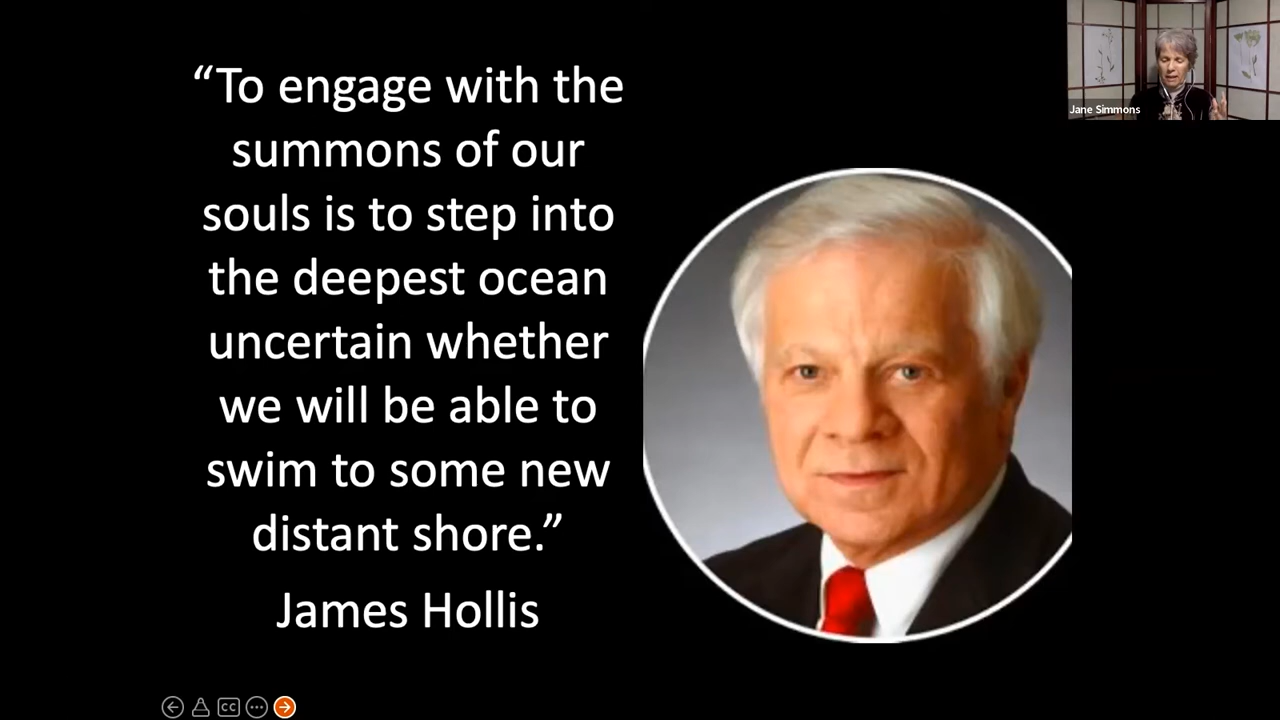 “To engage with the
summons of our
souls is to step into
the deepest ocean
uncertain whether
we will be able to
swim to some new
distant shore.”
James Hollis
Jane Simmons
CC